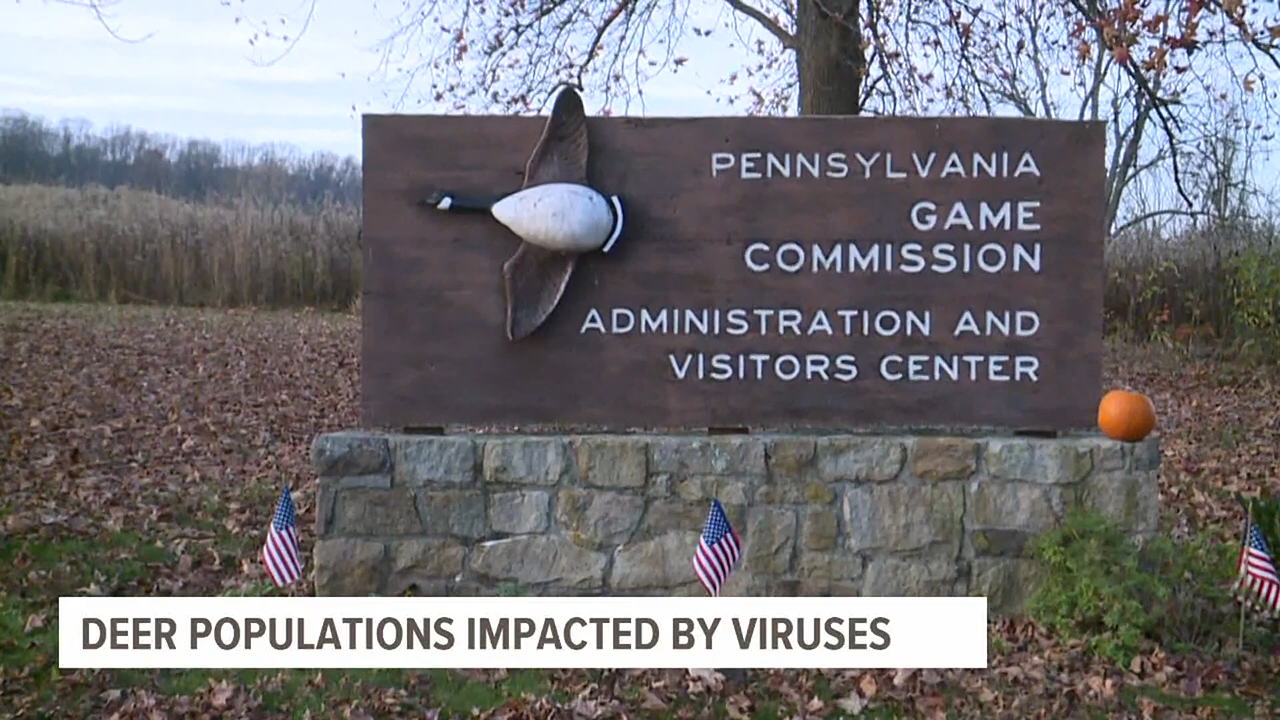 PENNSYLVANIA
GAME
COMMISSION
ADMINISTRATION AND
VISITORS CENTER
DEER POPULATIONS IMPACTED BY VIRUSES